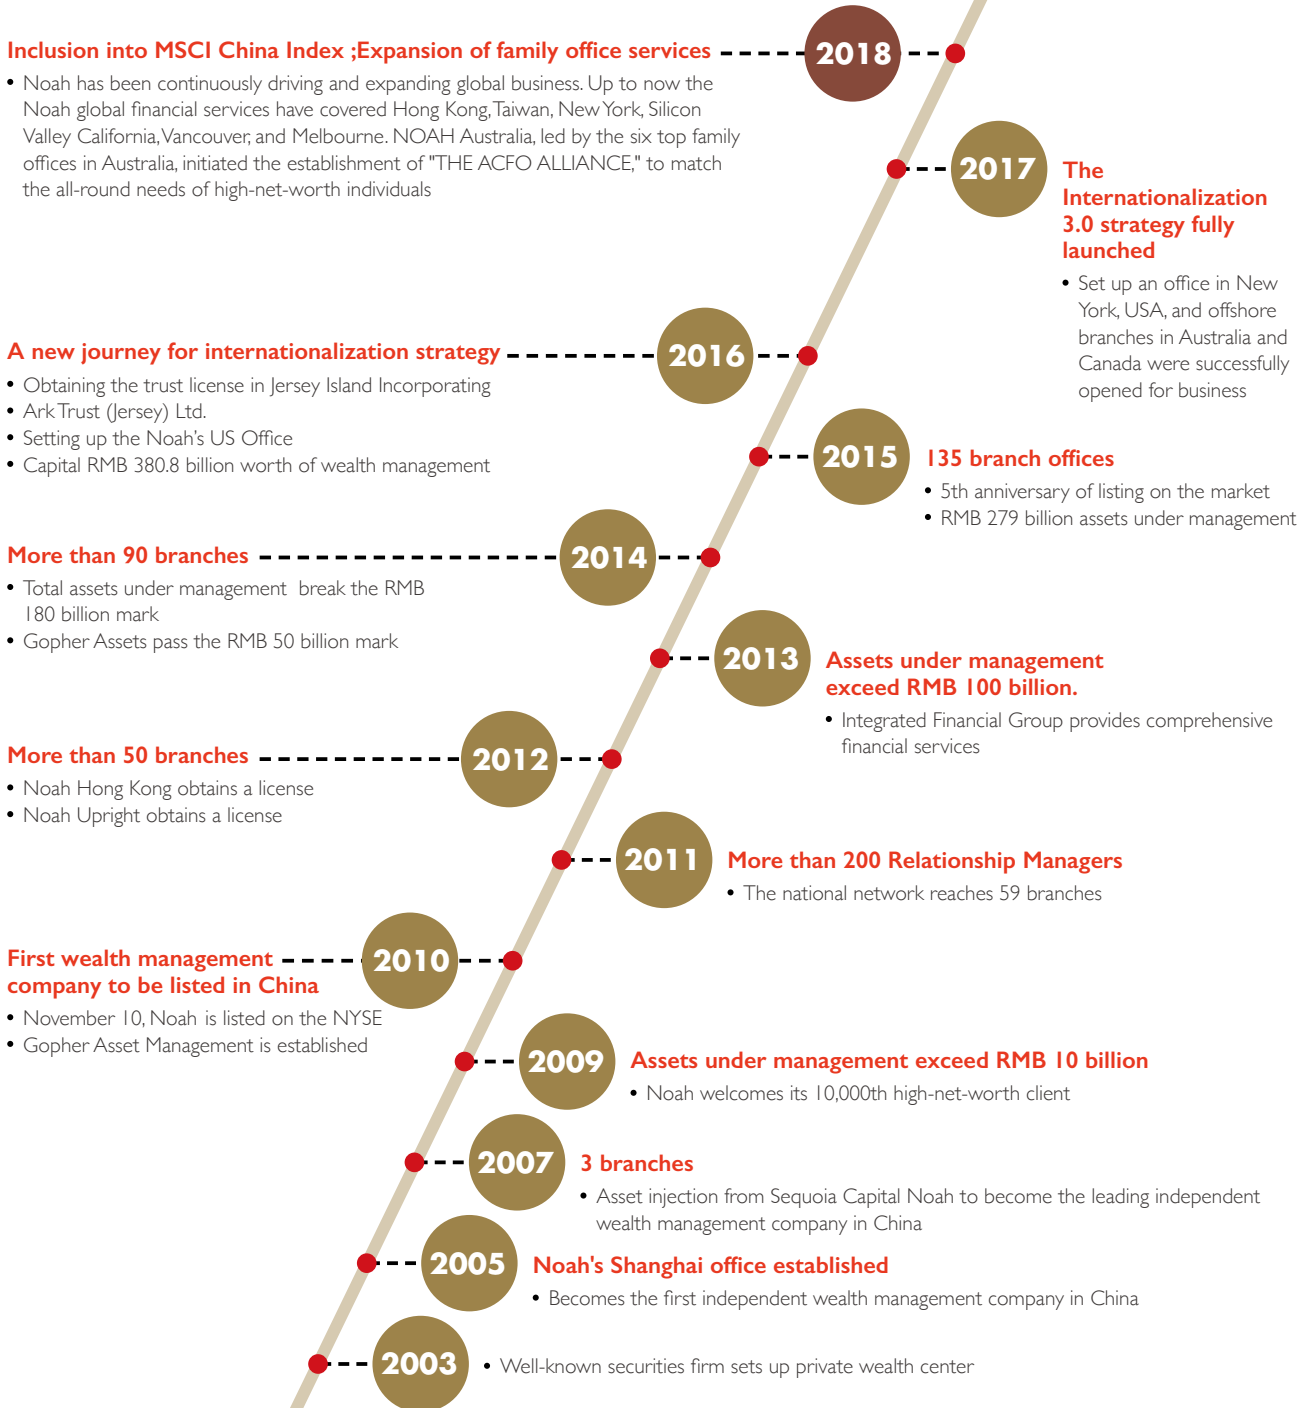 Inclusion into MSCI China Index ;Expansion of family office services
2018
• Noah has been continuously driving and expanding global business. Up to now the
Noah global financial services have covered Hong Kong, Taiwan, New York, Silicon
Valley California, Vancouver, and Melbourne. NOAH Australia, led by the six top family
offices in Australia, initiated the establishment of "THE ACFO ALLIANCE," to match
the all-round needs of high-net-worth individuals
2017
The
Internationalization
3.0 strategy fully
launched
• Set up an office in New
York, USA, and offshore
branches in Australia and
Canada were successfully
opened for business
A new journey for internationalization strategy
2016
• Obtaining the trust license in Jersey Island Incorporating
• Ark Trust (Jersey) Ltd.
• Setting up the Noah's US Office
• Capital RMB 380.8 billion worth of wealth management
2015
135 branch offices
• 5th anniversary of listing on the market
• RMB 279 billion assets under management
More than 90 branches
2014
• Total assets under management break the RMB
180 billion mark
• Gopher Assets pass the RMB 50 billion mark
2013
Assets under management
exceed RMB 100 billion.
• Integrated Financial Group provides comprehensive
financial services
More than 50 branches
2012
• Noah Hong Kong obtains a license
• Noah Upright obtains a license
2011
More than 200 Relationship Managers
• The national network reaches 59 branches
First wealth management
company to be listed in China
2010
• November 10, Noah is listed on the NYSE
• Gopher Asset Management is established
2009
Assets under management exceed RMB 10 billion
• Noah welcomes its 10,000th high-net-worth client
2007
3 branches
• Asset injection from Sequoia Capital Noah to become the leading independent
wealth management company in China
2005
Noah's Shanghai office established
• Becomes the first independent wealth management company in China
2003
• Well-known securities firm sets up private wealth center